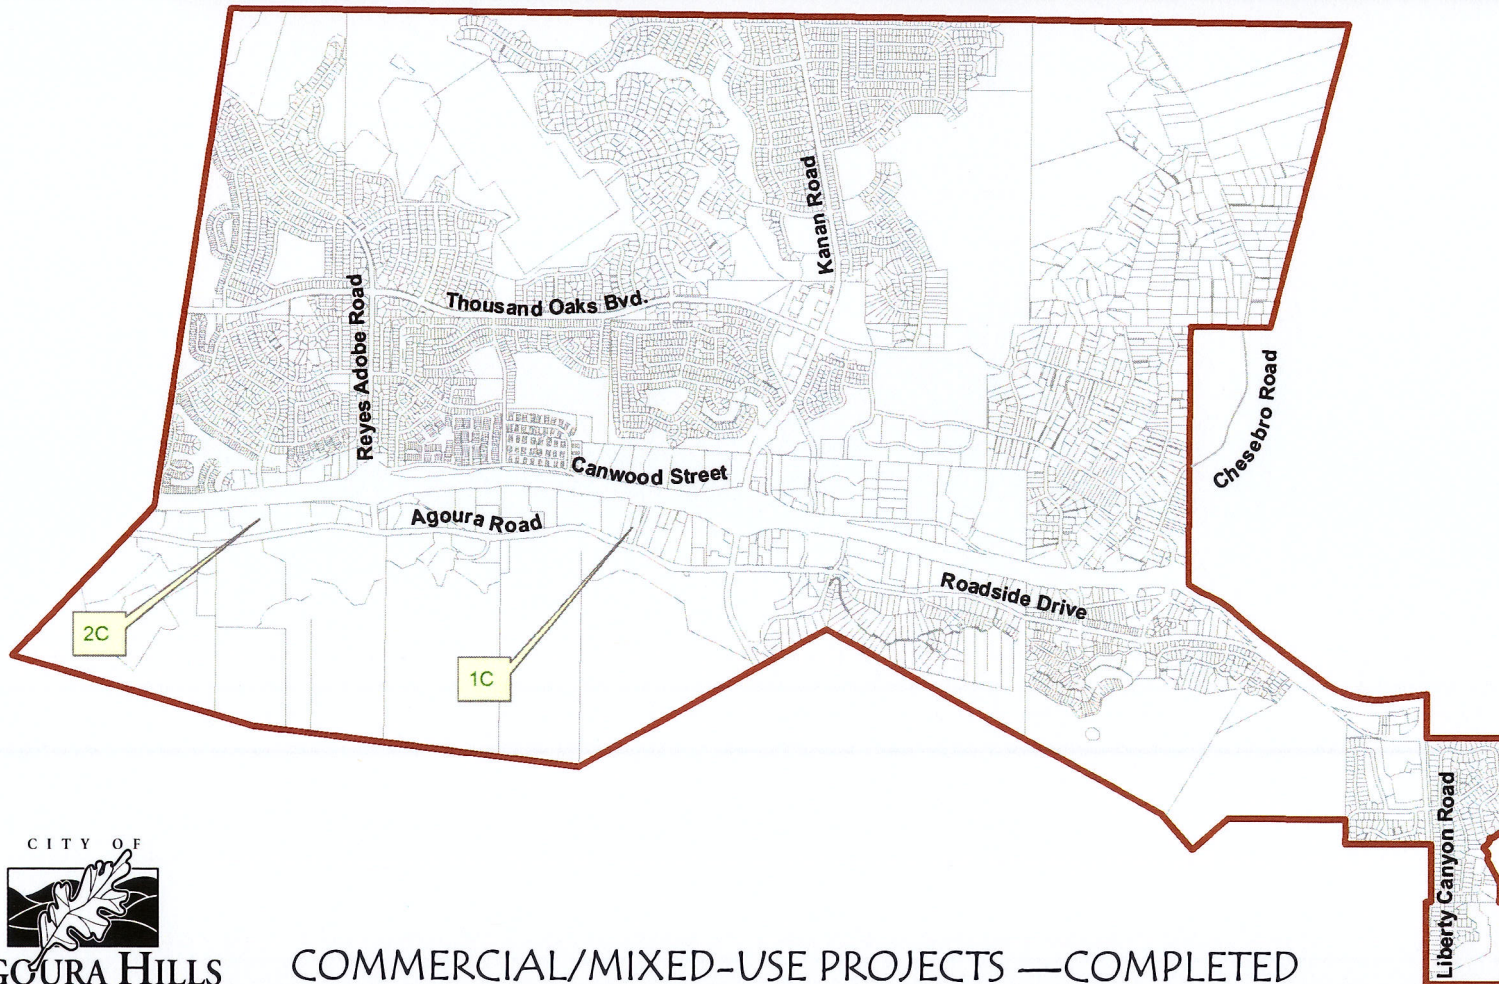 Kanan Road
Thousand Oaks Bvd.
Reyes Adobe Road
Chesebro Road
Canwood Street
Agoura Road
Roadside Drive
2C
1C
Liberty Canyon Road
CITY OF
GOURA HILLS
COMMERCIAL/MIXED-USE PROJECTS —COMPLETED